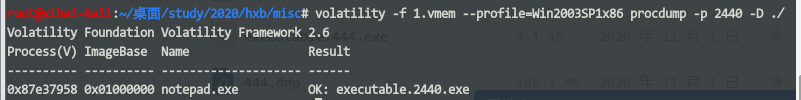 root@xibai-kali:~/桌面/study/2020/hxb/misc# volatility -f 1.vmem --profile=Win2003SP1x86 procdump -p 2440 -D ./
Volatility Foundation Volatility Framework 2.6
Process(V) ImageBase Name Result
---------- ---------- -------------------- ------
0x87e37958 0x01000000 notepad.exe OK: executable.2440.exe